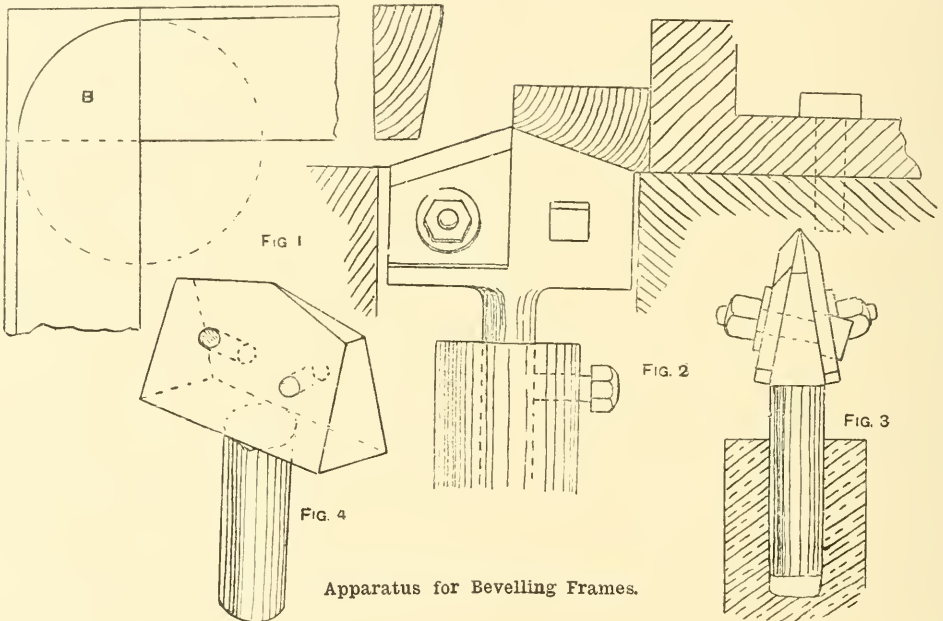 B
FIG 1
FIG. 2
FIG. 3
FIG. 4
Apparatus for Bevelling Frames.